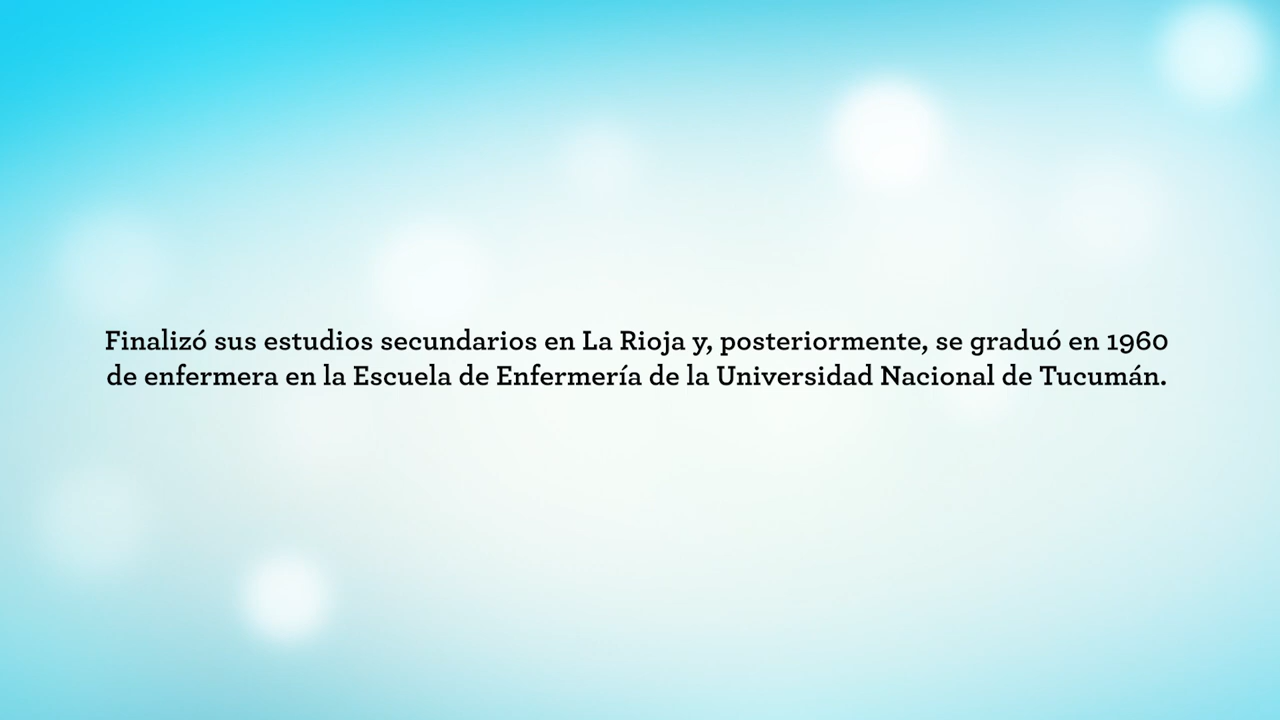 Finalizó sus estudios secundarios en La Rioja y, posteriormente, se graduó en 1960
de enfermera en la Escuela de Enfermería de la Universidad Nacional de Tucumán.